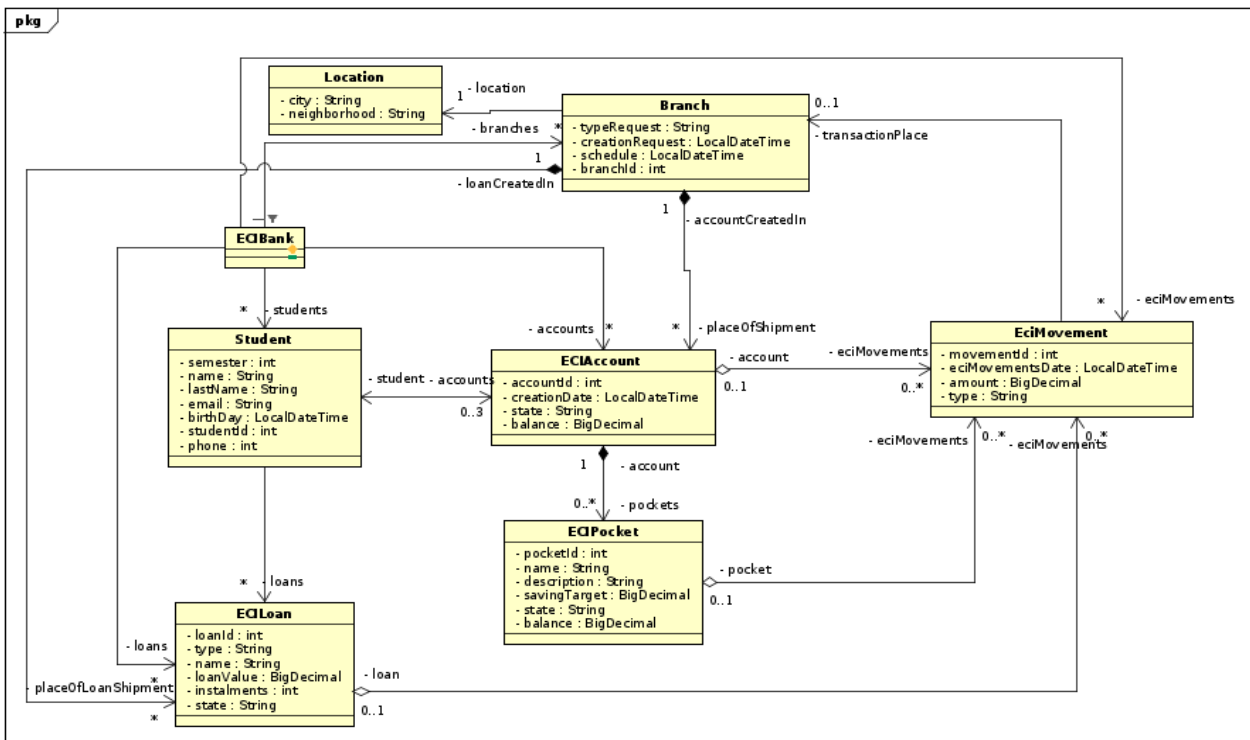 pkg
Location
- city : String
- neighborhood : String
1
- location
Branch
- typeRequest : String
- creationRequest : LocalDateTime
- schedule : LocalDateTime
- branchId : int
0..1
- transactionPlace
- branches
*
1
- loanCreatedIn
1
- accountCreatedIn
ECIBank
*
- students
- accounts
*
*
- placeOfShipment
*
- eciMovements
Student
- semester : int
- name : String
- lastName : String
- email : String
- birthDay : LocalDateTime
- studentId : int
- phone : int
- student
- accounts
0..3
ECIAccount
- accountId : int
- creationDate : LocalDateTime
- state : String
- balance : BigDecimal
- account
0..1
- eciMovements
0..*
EciMovement
- movementId : int
- eciMovementsDate : LocalDateTime
- amount : BigDecimal
- type : String
- eciMovements
0..*
- eciMovements
0..*
1
- account
0..*
- pockets
ECIPocket
- pocketId : int
- name : String
- description : String
- savingTarget : BigDecimal
- state : String
- balance : BigDecimal
- pocket
0..1
*
- loans
ECILoan
- loanId : int
- type : String
- name : String
- loanValue : BigDecimal
- instalments : int
- state : String
- loans
*
- placeOfLoanShipment
*
- loan
0..1